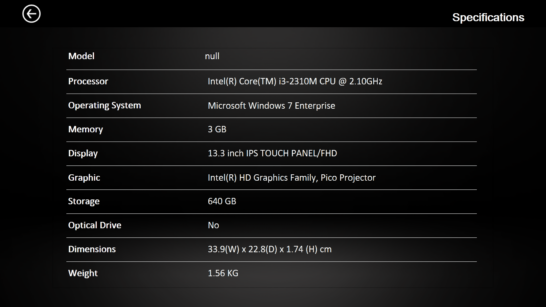 Specifications
Model null
Processor Intel(R) Core(TM) i3-2310M CPU @ 2.10GHz
Operating System Microsoft Windows 7 Enterprise
Memory 3 GB
Display 13.3 inch IPS TOUCH PANEL/FHD
Graphic Intel(R) HD Graphics Family, Pico Projector
Storage 640 GB
Optical Drive No
Dimensions 33.9(W) x 22.8(D) x 1.74 (H) cm
Weight 1.56 KG